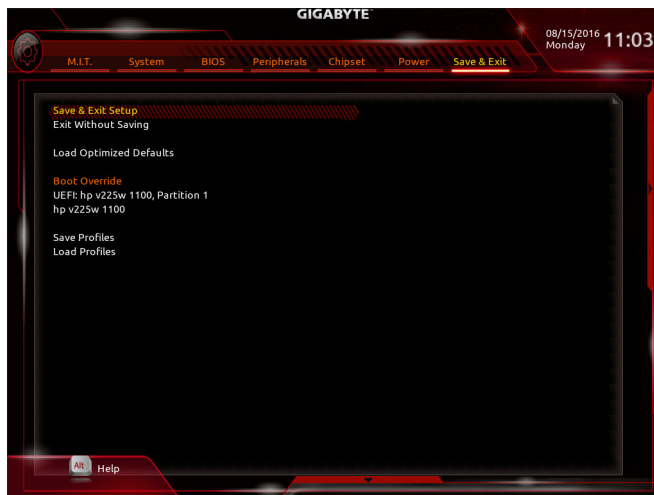 GIGABYTE™
08/15/2016 11:03
Monday
M.I.T. System BIOS Peripherals Chipset Power Save & Exit
Save & Exit Setup
Exit Without Saving
Load Optimized Defaults
Boot Override
UEFI: hp v225w 1100, Partition 1
hp v225w 1100
Save Profiles
Load Profiles
Alt Help